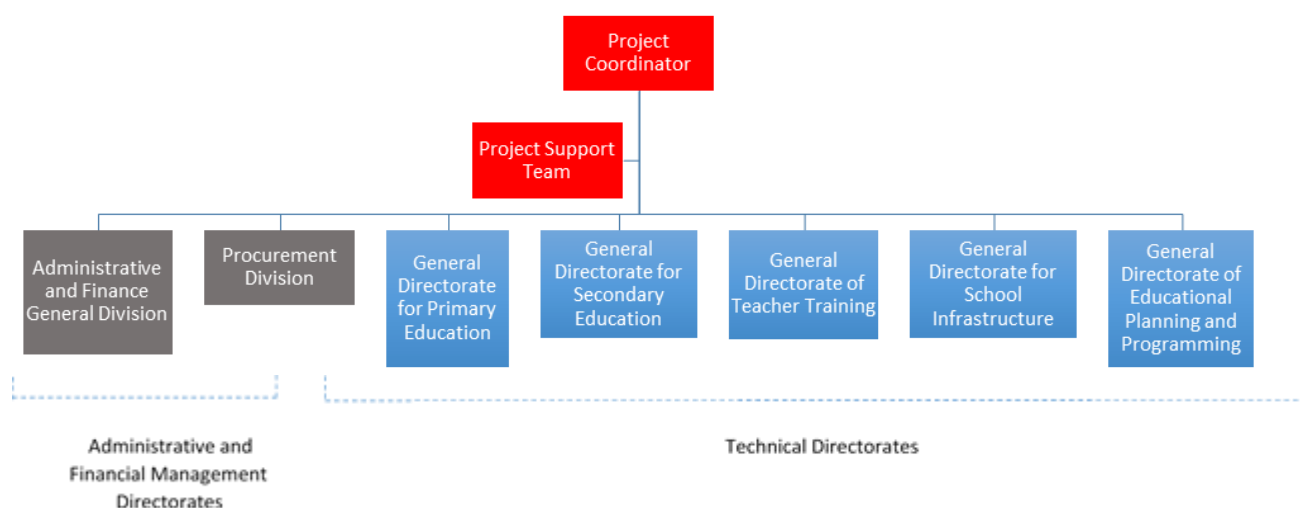 Project
Coordinator
Project Support
Team
Administrative
and Finance
General Division
Procurement
Division
General
Directorate
for Primary
Education
General
Directorate for
Secondary
Education
General
Directorate of
Teacher Training
General
Directorate for
School
Infrastructure
General
Directorate of
Educational
Planning and
Programming
Administrative and
Financial Management
Directorates
Technical Directorates